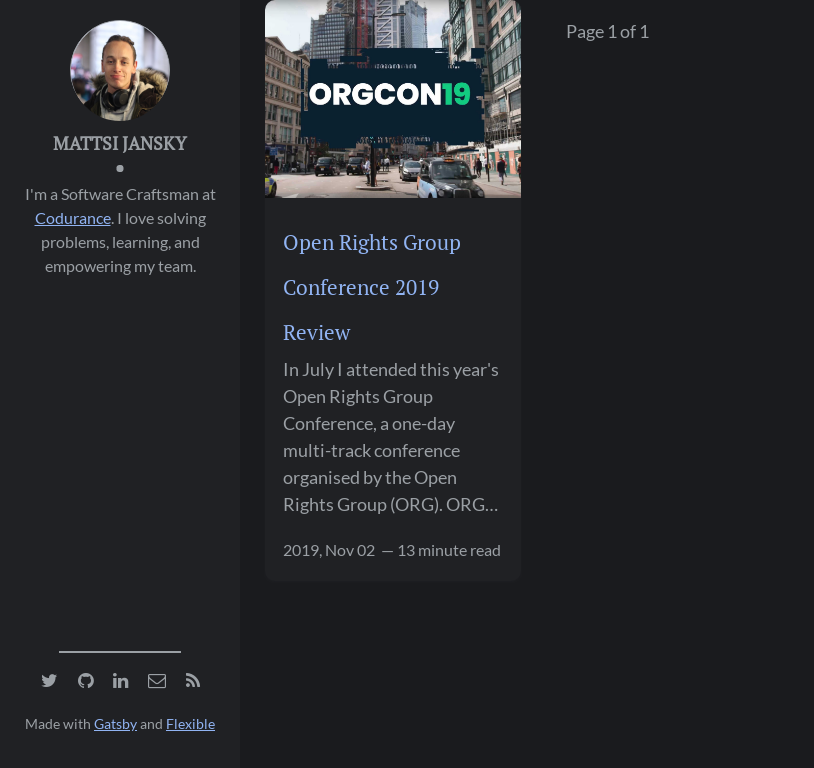 MATTSI JANSKY
I'm a Software Craftsman at
Codurance. I love solving
problems, learning, and
empowering my team.
Made with Gatsby and Flexible
ORGCON19
Open Rights Group
Conference 2019
Review
In July I attended this year's
Open Rights Group
Conference, a one-day
multi-track conference
organised by the Open
Rights Group (ORG). ORG…
2019, Nov 02 — 13 minute read
Page 1 of 1